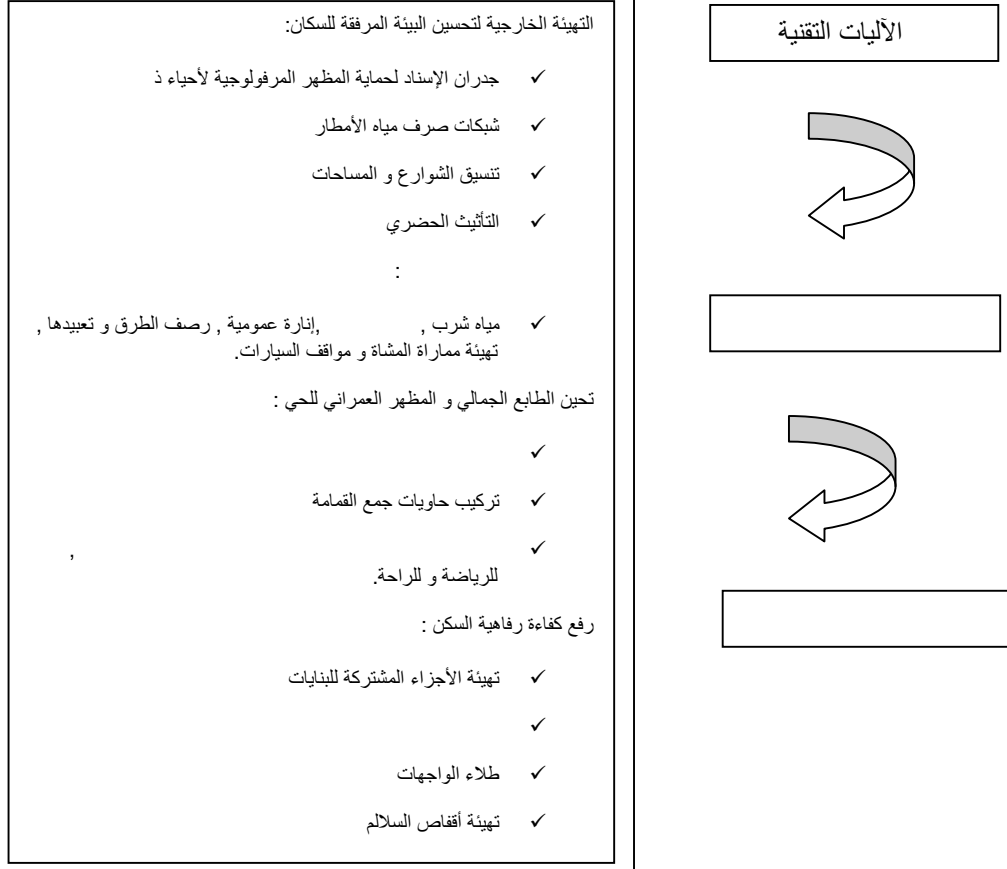 الآليات التقنية
التهيئة الخارجية لتحسين البيئة المرفقة للسكان:
✓ جدران الإسناد لحماية المظهر المرفولوجية لأحياء ذ
✓ شبكات صرف مياه الأمطار
✓ تنسيق الشوارع و المساحات
✓ التأثيث الحضري
:
✓ مياه شرب , ,إنارة عمومية , رصف الطرق و تعبيدها ,
تهيئة مماراة المشاة و مواقف السيارات.
تحين الطابع الجمالي و المظهر العمراني للحي :
✓
✓ تركيب حاويات جمع القمامة
✓ ,
للرياضة و للراحة.
رفع كفاءة رفاهية السكن :
✓ تهيئة الأجزاء المشتركة للبنايات
✓
✓ طلاء الواجهات
✓ تهيئة أقفاص السلالم